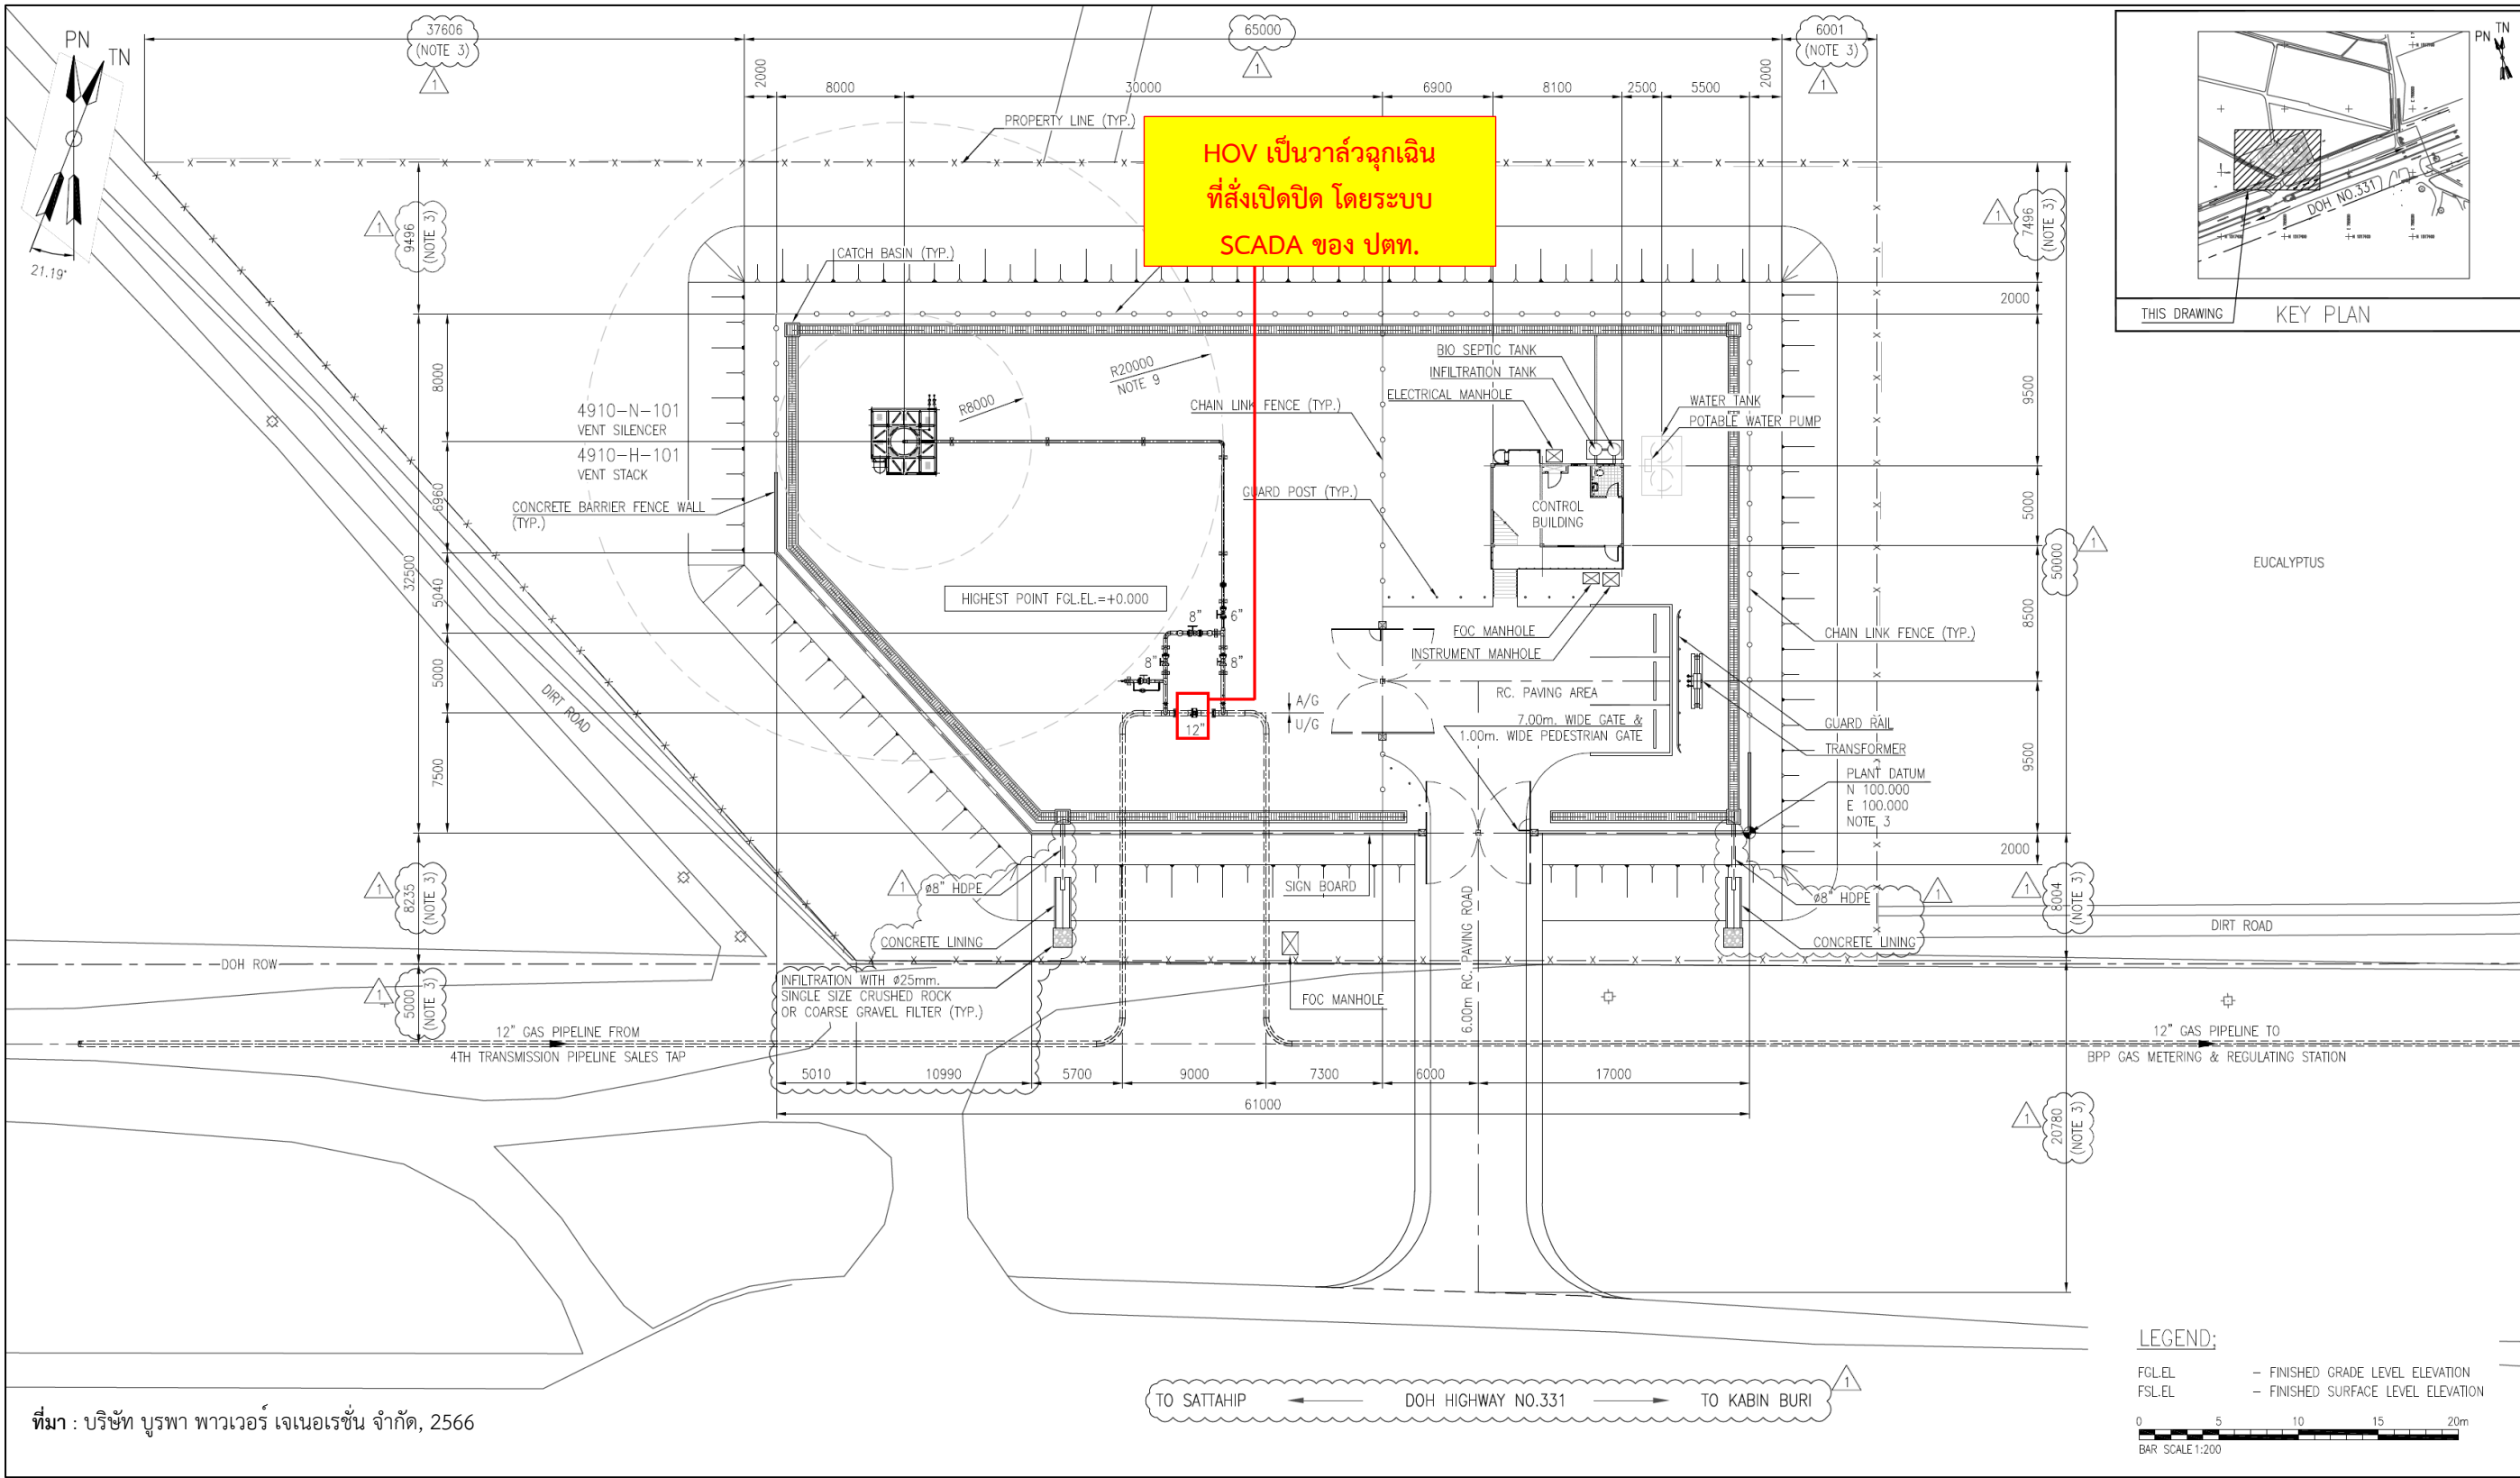 37606
(NOTE 3)
1
65000
1
6001
(NOTE 3)
1
PN
TN
21.19°
2000
8000
30000
6900
8100
2500
5500
2000
PROPERTY LINE (TYP.)
HOV เป็นวาล์วฉุกเฉิน
ที่สั่งเปิดปิด โดยระบบ
SCADA ของ ปตท.
PN
TN
DOH NO.331
THIS DRAWING
KEY PLAN
1
9496
(NOTE 3)
1
7496
(NOTE 3)
CATCH BASIN (TYP.)
2000
8000
R8000
R20000
NOTE 9
4910-N-101
VENT SILENCER
4910-H-101
VENT STACK
CONCRETE BARRIER FENCE WALL
(TYP.)
CHAIN LINK FENCE (TYP.)
GUARD POST (TYP.)
BIO SEPTIC TANK
INFILTRATION TANK
ELECTRICAL MANHOLE
WATER TANK
POTABLE WATER PUMP
CONTROL
BUILDING
9500
5000
50000
1
EUCALYPTUS
32500
6960
5040
5000
7500
HIGHEST POINT FGL.EL.=+0.000
8"
6"
8"
8"
12"
A/G
U/G
FOC MANHOLE
INSTRUMENT MANHOLE
RC. PAVING AREA
7.00m. WIDE GATE &
1.00m. WIDE PEDESTRIAN GATE
8500
CHAIN LINK FENCE (TYP.)
GUARD RAIL
TRANSFORMER
PLANT DATUM
N 100.000
E 100.000
NOTE 3
9500
2000
DIRT ROAD
1
8235
(NOTE 3)
1
ø8" HDPE
SIGN BOARD
6.00m RC. PAVING ROAD
ø8" HDPE
1
1
8004
(NOTE 3)
CONCRETE LINING
CONCRETE LINING
DIRT ROAD
DOH ROW
1
5000
(NOTE 3)
INFILTRATION WITH ø25mm.
SINGLE SIZE CRUSHED ROCK
OR COARSE GRAVEL FILTER (TYP.)
FOC MANHOLE
12" GAS PIPELINE FROM
4TH TRANSMISSION PIPELINE SALES TAP
12" GAS PIPELINE TO
BPP GAS METERING & REGULATING STATION
5010
10990
5700
9000
7300
6000
17000
61000
1
20780
(NOTE 3)
LEGEND;
FGL.EL - FINISHED GRADE LEVEL ELEVATION
FSL.EL - FINISHED SURFACE LEVEL ELEVATION
0 5 10 15 20m
BAR SCALE 1:200
TO SATTAHIP
DOH HIGHWAY NO.331
TO KABIN BURI
1
ที่มา : บริษัท บูรพา พาวเวอร์ เจเนอเรชั่น จำกัด, 2566